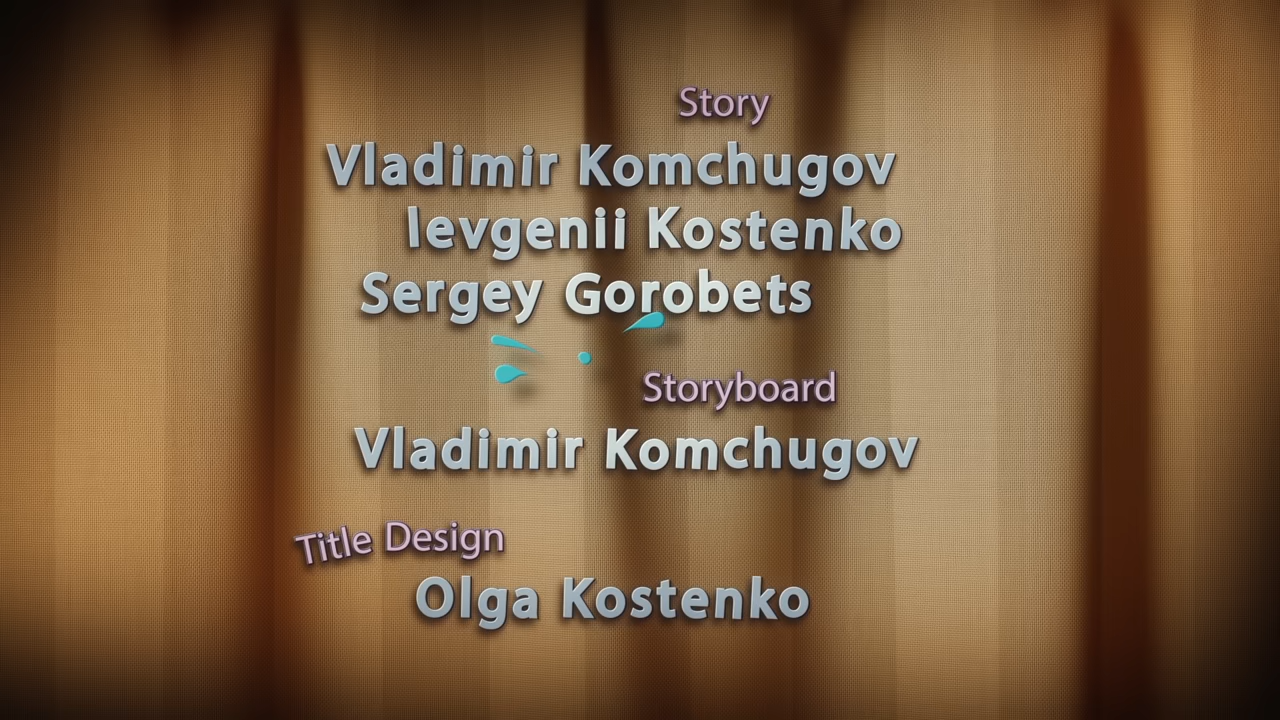 Story
Vladimir Komchugov
Ievgenii Kostenko
Sergey Gorobets
Storyboard
Vladimir Komchugov
Title Design
Olga Kostenko